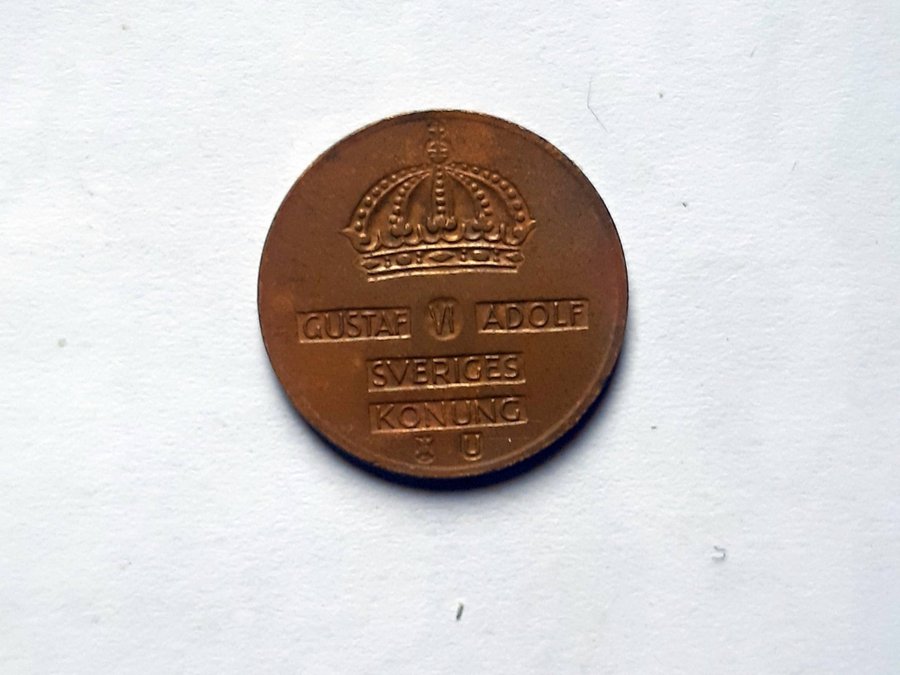 GUSTAF VI ADOLF
SVERIGES
KONUNG
U